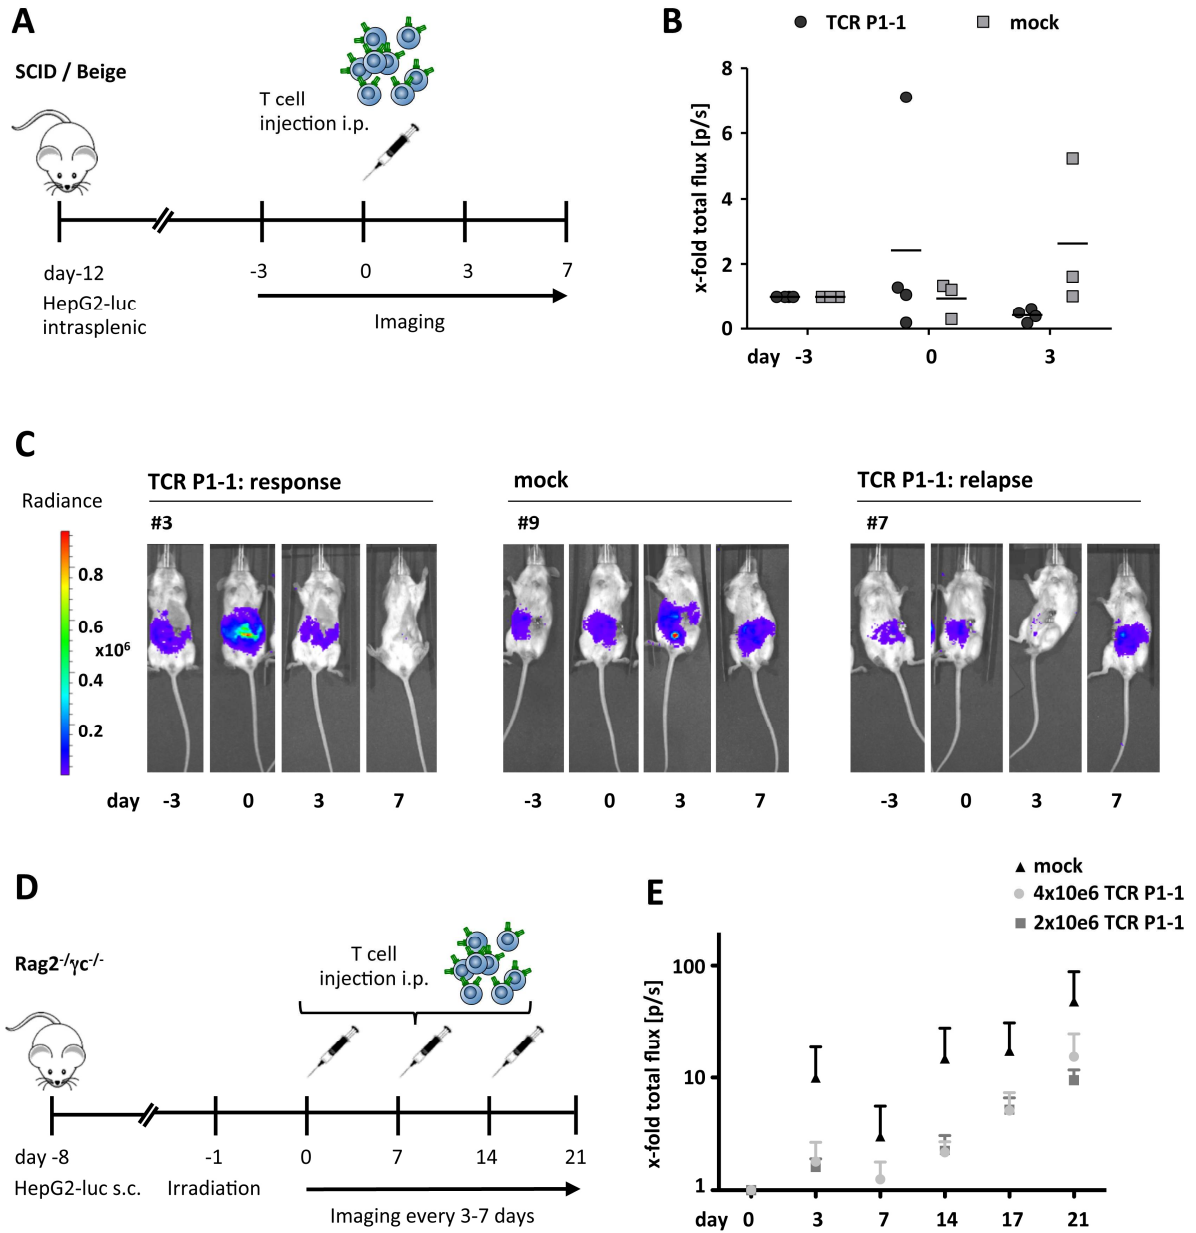 A
SCID / Beige
T cell
injection i.p.
day-12
-3
0
3
7
HepG2-luc
intrasplenic
Imaging
B
TCR P1-1
mock
x-fold total flux [p/s]
8
6
4
2
0
day -3 0 3
C
Radiance
0.8
0.6
x10⁶
0.4
0.2
TCR P1-1: response
#3
mock
#9
TCR P1-1: relapse
#7
day -3 0 3 7 -3 0 3 7 -3 0 3 7
D
Rag2-/γc-/-
T cell
injection i.p.
day -8 -1 0 7 14 21
HepG2-luc s.c. Irradiation
Imaging every 3-7 days
E
mock
4x10e6 TCR P1-1
2x10e6 TCR P1-1
x-fold total flux [p/s]
100
10
1
day 0 3 7 14 17 21